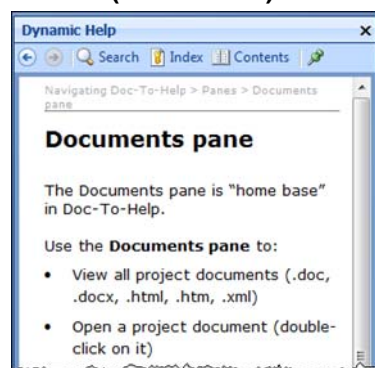 Dynamic Help
Search Index Contents
Navigating Doc-To-Help > Panes > Documents
pane
Documents pane
The Documents pane is “home base”
in Doc-To-Help.
Use the Documents pane to:
• View all project documents (.doc,
.docx, .html, .htm, .xml)
• Open a project document (double-
click on it)